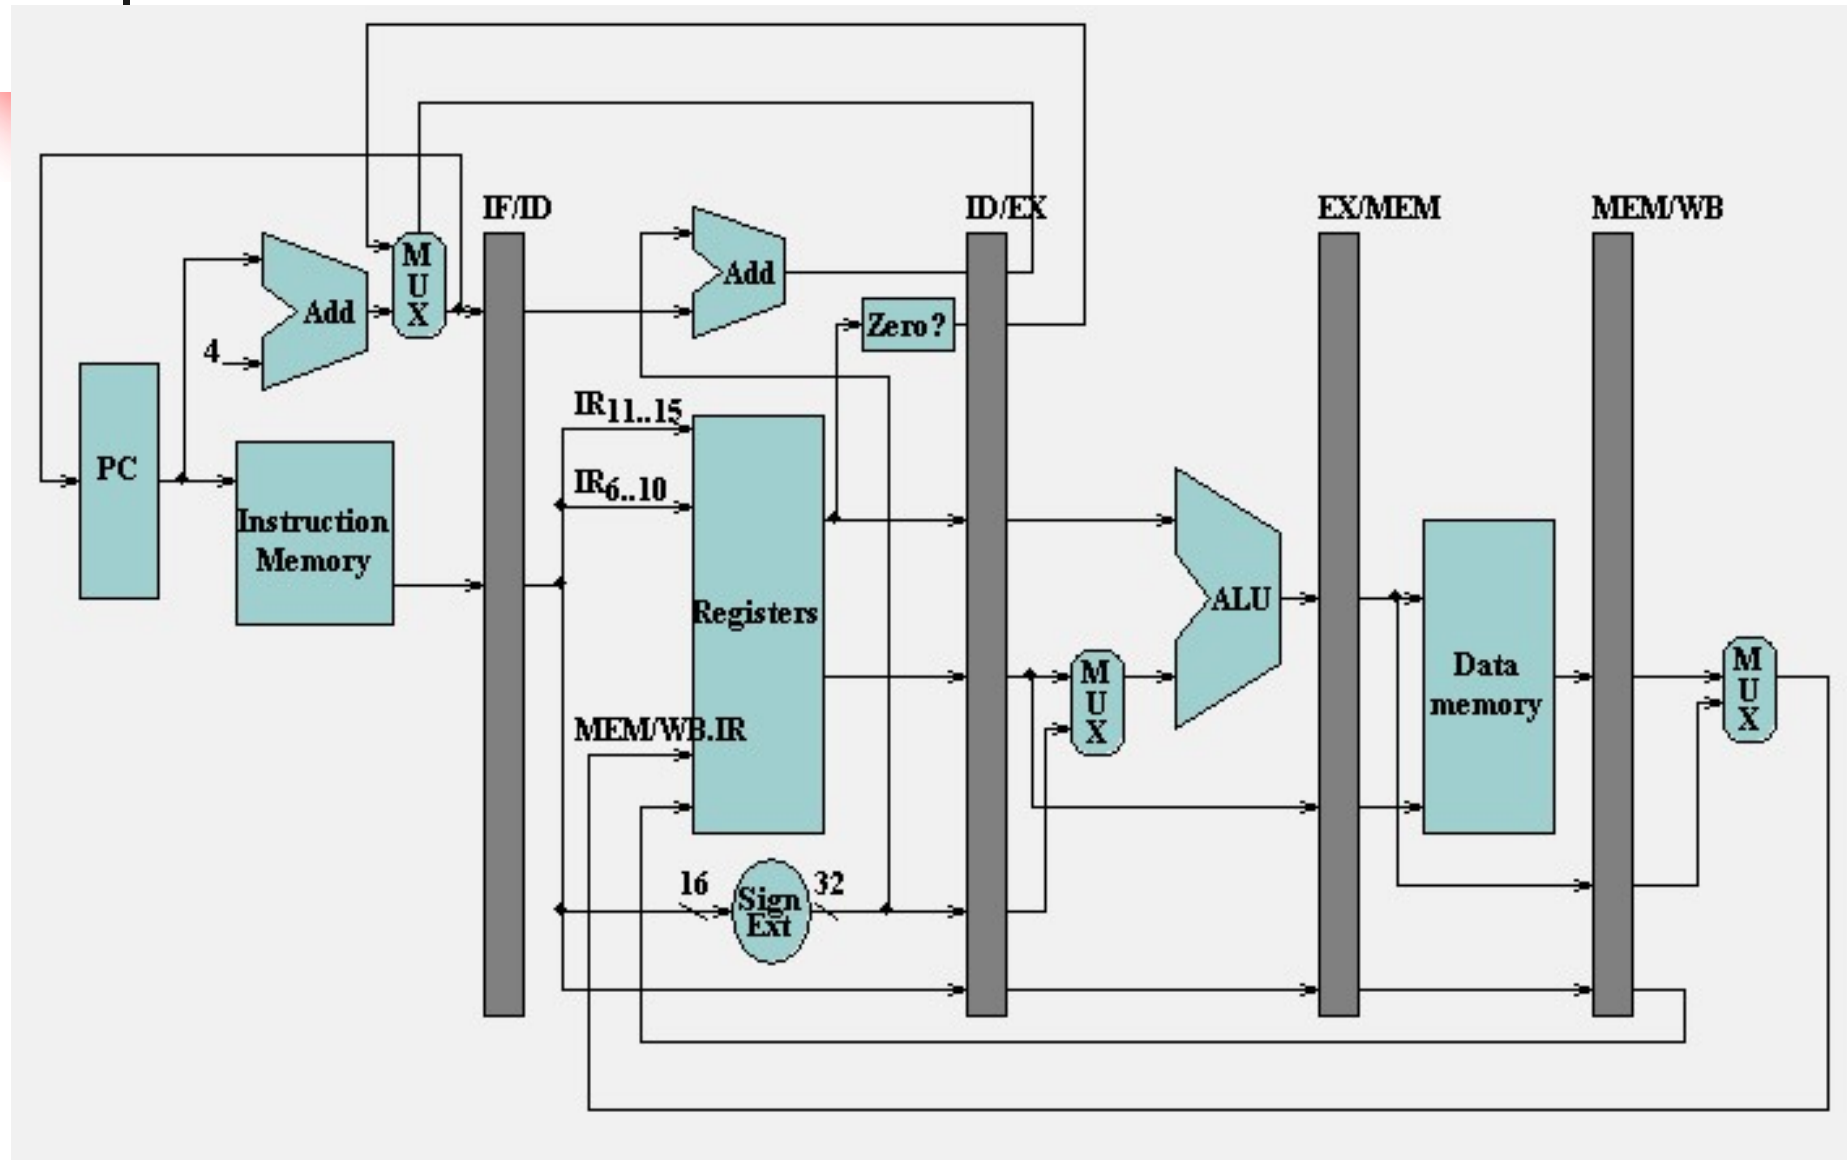 IF/ID
ID/EX
EX/MEM
MEM/WB
M
U
X
Add
Add
4
Zero?
IR11..15
PC
IR6..10
Instruction
Memory
Registers
ALU
M
U
X
Data
memory
M
U
X
MEM/WB.IR
16
Sign
Ext
32